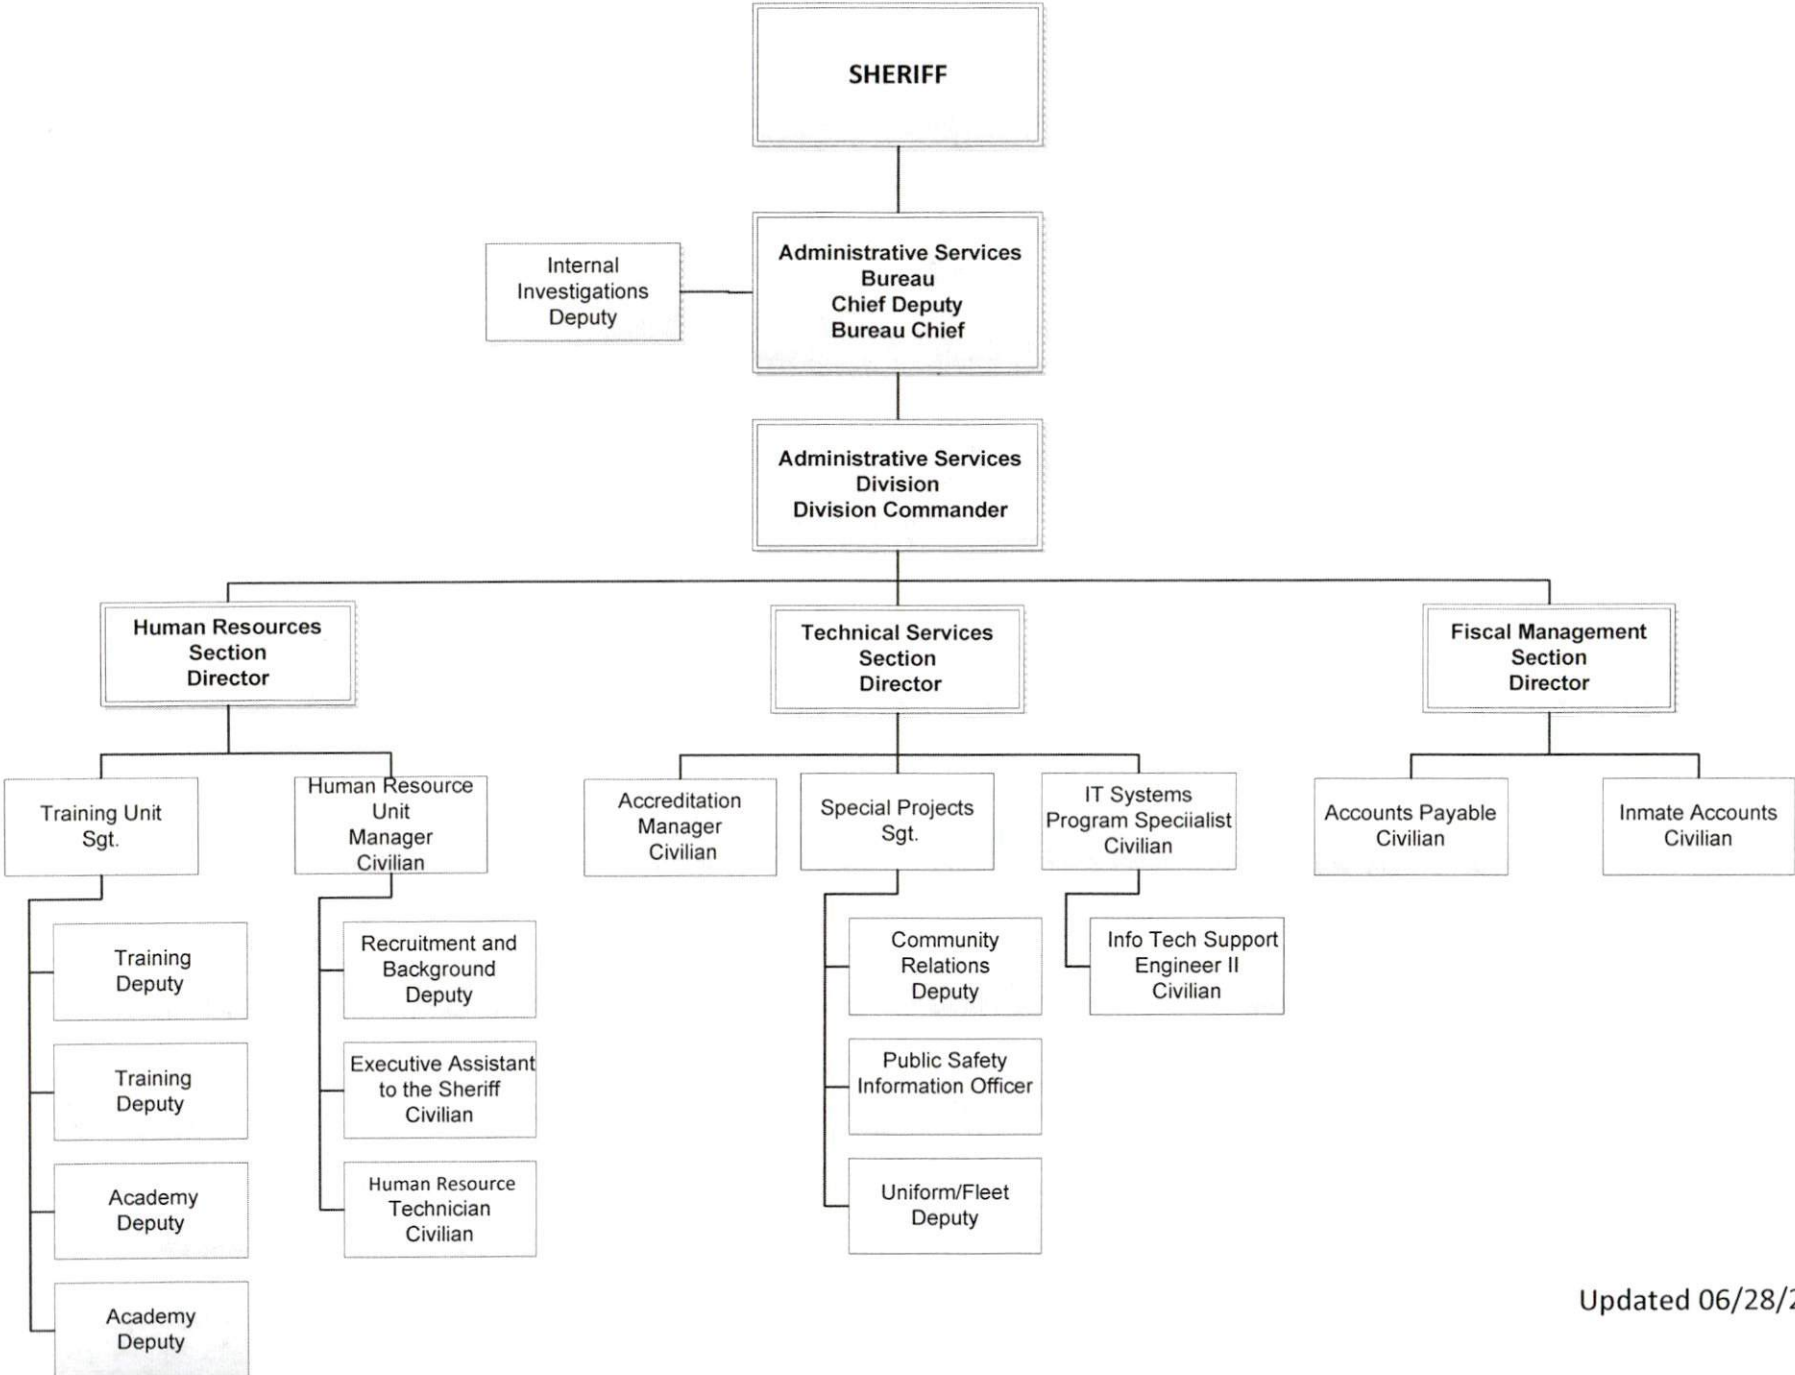 SHERIFF
Internal
Investigations
Deputy
Administrative Services
Bureau
Chief Deputy
Bureau Chief
Administrative Services
Division
Division Commander
Human Resources
Section
Director
Technical Services
Section
Director
Fiscal Management
Section
Director
Training Unit
Sgt.
Human Resource
Unit
Manager
Civilian
Accreditation
Manager
Civilian
Special Projects
Sgt.
IT Systems
Program Speciialist
Civilian
Accounts Payable
Civilian
Inmate Accounts
Civilian
Training
Deputy
Training
Deputy
Academy
Deputy
Academy
Deputy
Recruitment and
Background
Deputy
Executive Assistant
to the Sheriff
Civilian
Human Resource
Technician
Civilian
Community
Relations
Deputy
Public Safety
Information Officer
Uniform/Fleet
Deputy
Info Tech Support
Engineer II
Civilian
Updated 06/28/2